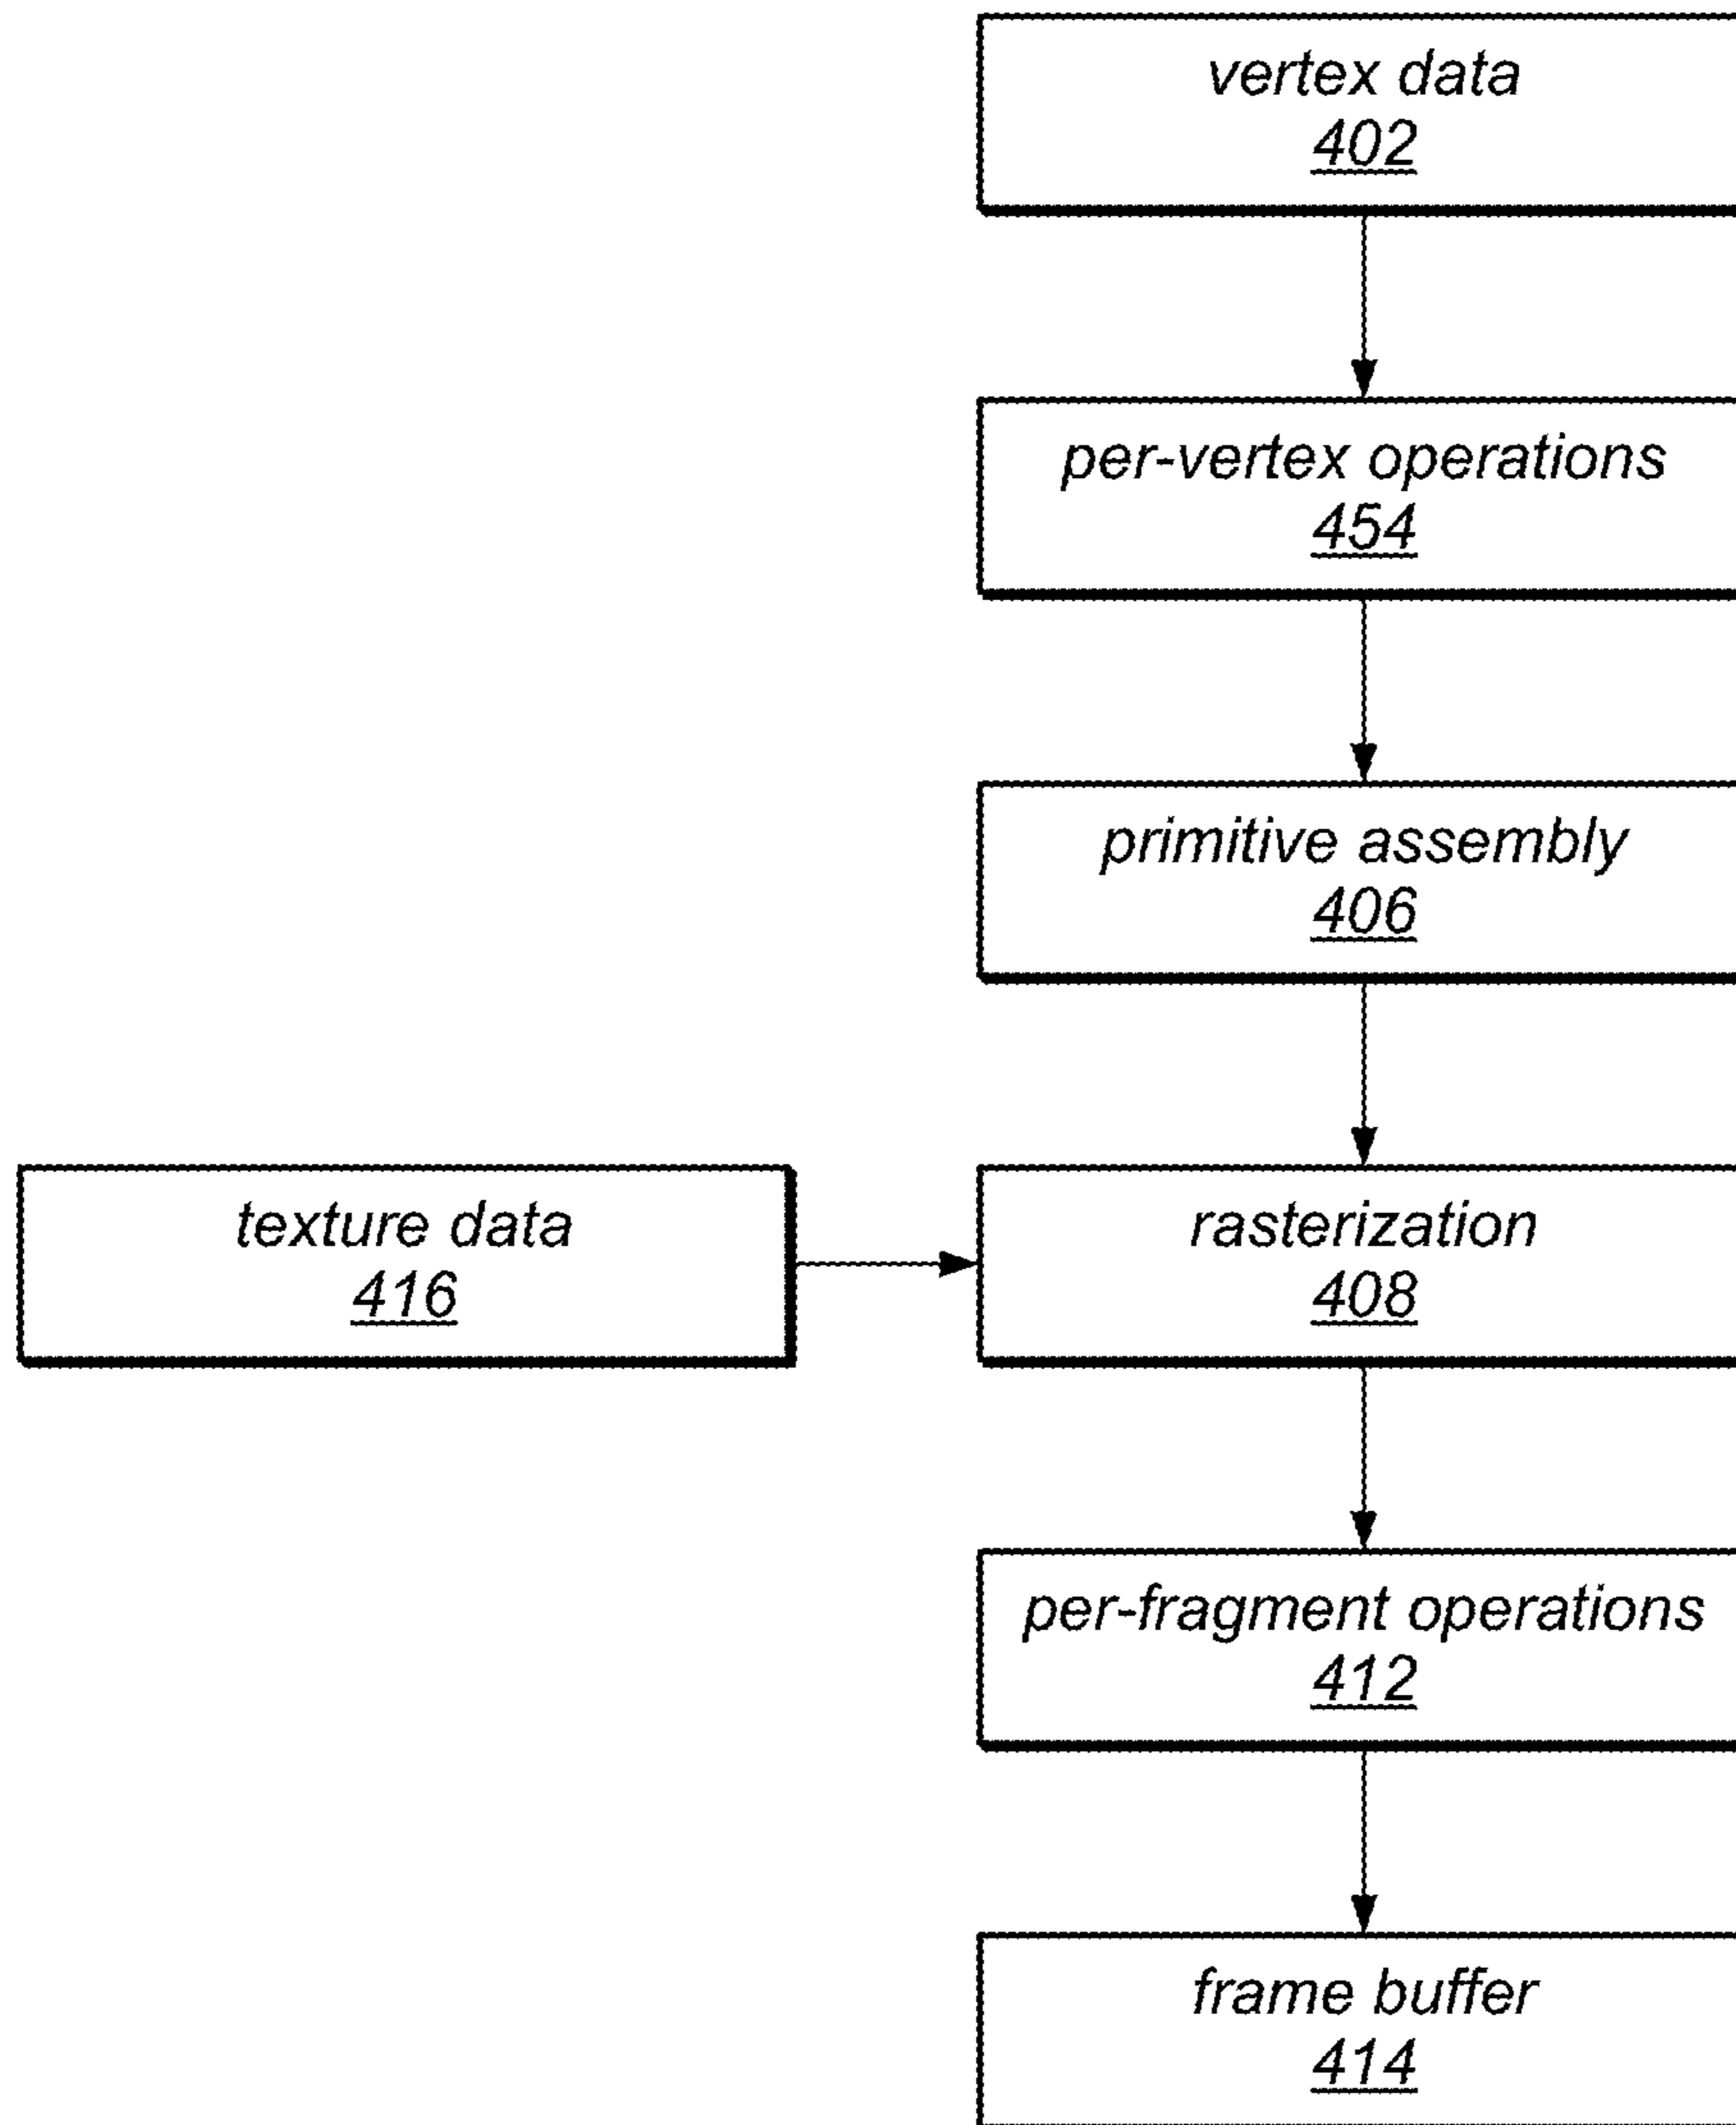 vertex data
402
per-vertex operations
454
primitive assembly
406
texture data
416
rasterization
408
per-fragment operations
412
frame buffer
414